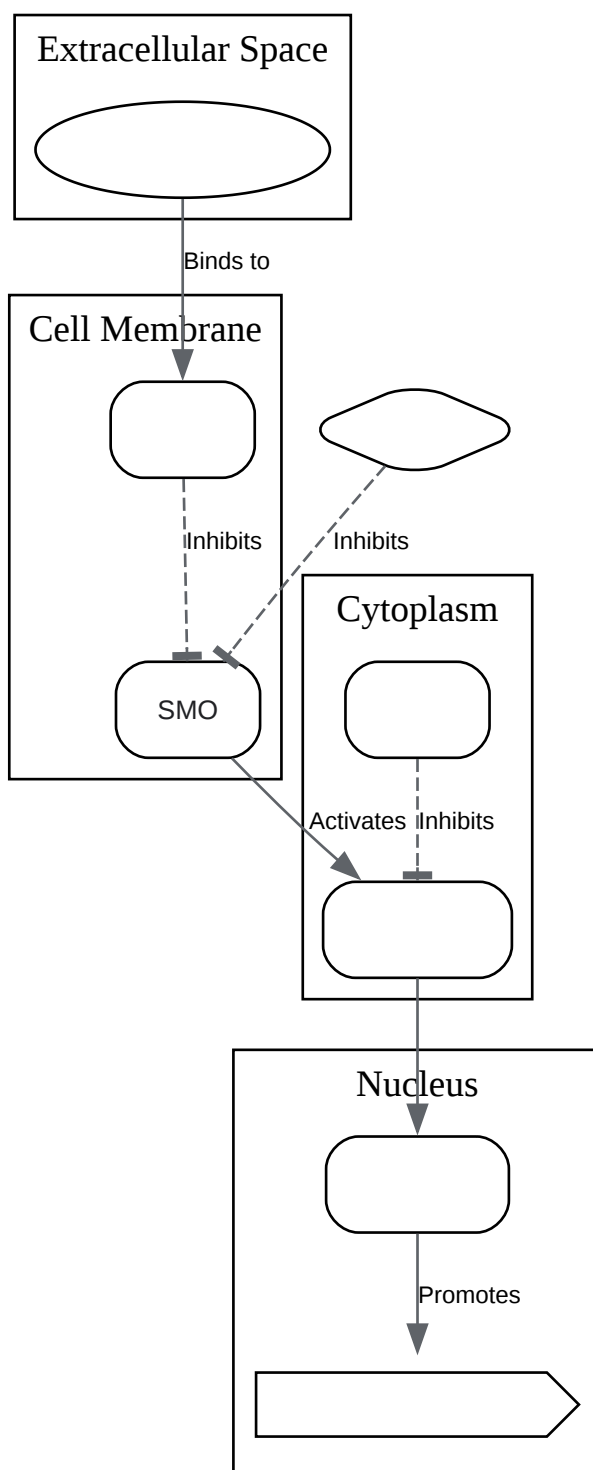 Extracellular Space
Binds to
Cell Membrane
Inhibits
Inhibits
Cytoplasm
SMO
Activates
Inhibits
Nucleus
Promotes